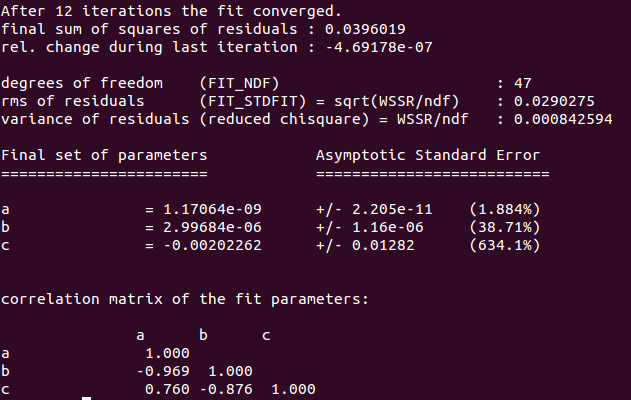 After 12 iterations the fit converged.
final sum of squares of residuals : 0.0396019
rel. change during last iteration : -4.69178e-07
degrees of freedom    (FIT_NDF)                        : 47
rms of residuals      (FIT_STDFIT) = sqrt(WSSR/ndf)    : 0.0290275
variance of residuals (reduced chisquare) = WSSR/ndf   : 0.000842594
Final set of parameters            Asymptotic Standard Error
=======================            ==========================
a               = 1.17064e-09      +/- 2.205e-11    (1.884%)
b               = 2.99684e-06      +/- 1.16e-06     (38.71%)
c               = -0.00202262      +/- 0.01282      (634.1%)
correlation matrix of the fit parameters:
a      b      c
a               1.000
b              -0.969  1.000
c               0.760 -0.876  1.000